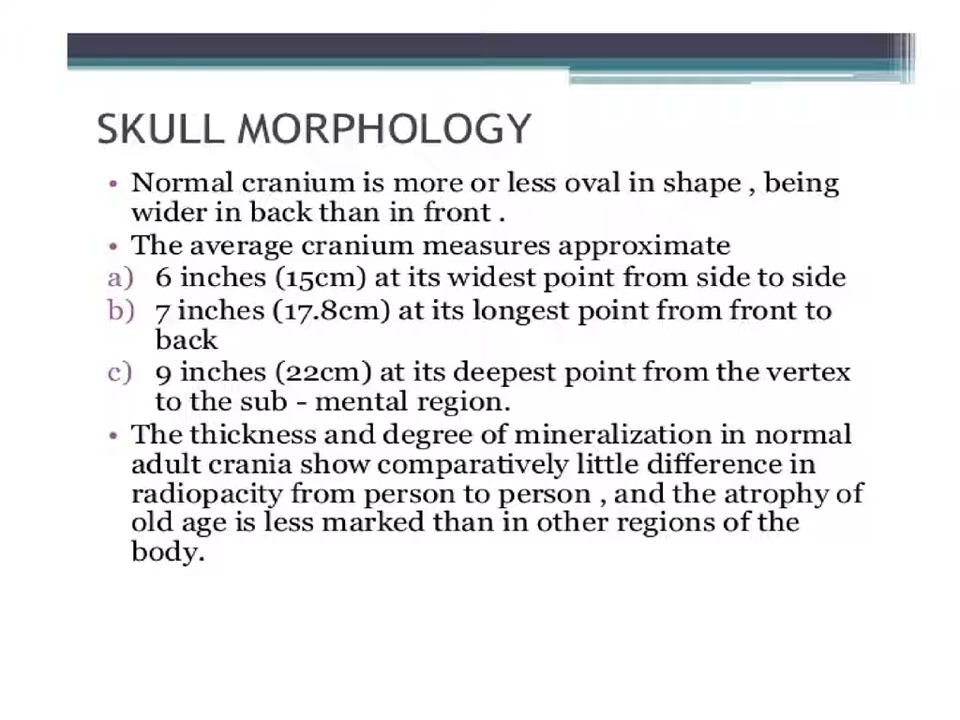 SKULL MORPHOLOGY
• Normal cranium is more or less oval in shape , being
wider in back than in front .
• The average cranium measures approximate
a) 6 inches (15cm) at its widest point from side to side
b) 7 inches (17.8cm) at its longest point from front to
back
c) 9 inches (22cm) at its deepest point from the vertex
to the sub - mental region.
• The thickness and degree of mineralization in normal
adult crania show comparatively little difference in
radiopacity from person to person , and the atrophy of
old age is less marked than in other regions of the
body.